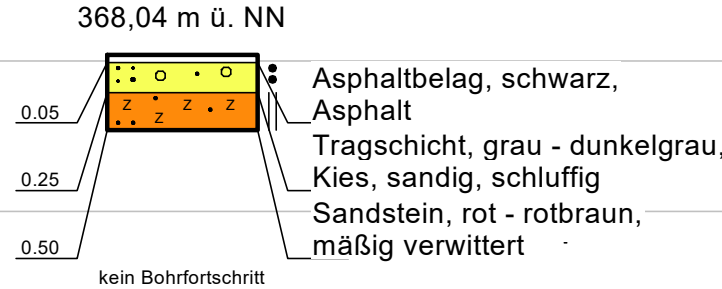 368,04 m ü. NN
Asphaltbelag, schwarz,
0.05 Asphalt
Tragschicht, grau - dunkelgrau,
0.25 Kies, sandig, schluffig
Sandstein, rot - rotbraun,
0.50 mäßig verwittert
kein Bohrfortschritt